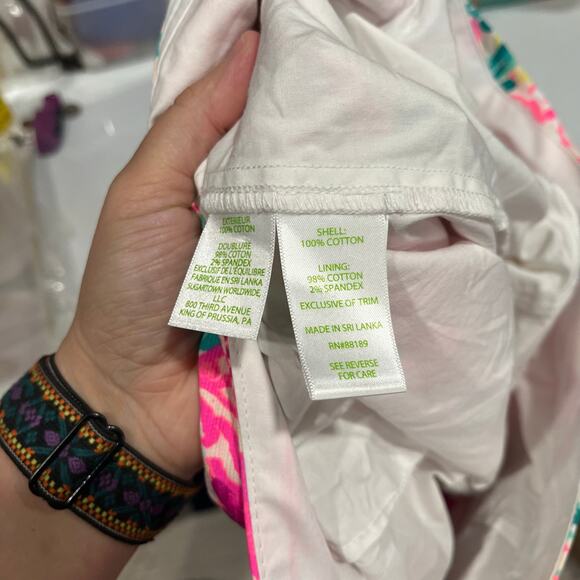 EXTERIEUR
100% COTTON
DOUBLURE
98% COTTON
2% SPANDEX
EXCLUSIF DE L'ÉQUILIBRE
FABRIQUE EN SRI LANKA
SUGARTOWN WORLDWIDE,
LLC
800 THIRD AVENUE
KING OF PRUSSIA, PA
SHELL:
100% COTTON
LINING:
98% COTTON
2% SPANDEX
EXCLUSIVE OF TRIM
MADE IN SRI LANKA
RN#88189
SEE REVERSE
FOR CARE